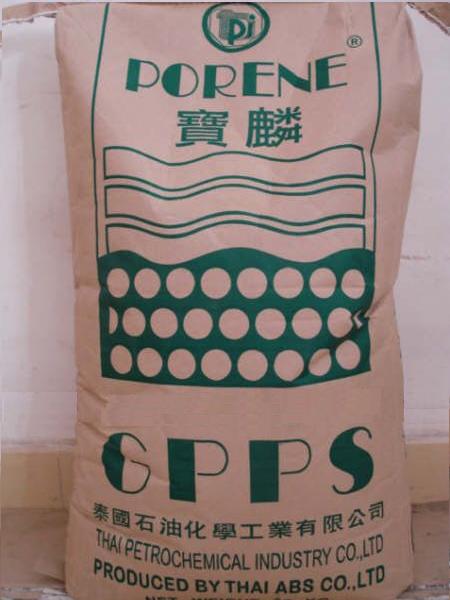 TPI
PORENE®
寶麟
GPPS
泰國石油化學工業有限公司
THAI PETROCHEMICAL INDUSTRY CO.,LTD
PRODUCED BY THAI ABS CO.,LTD